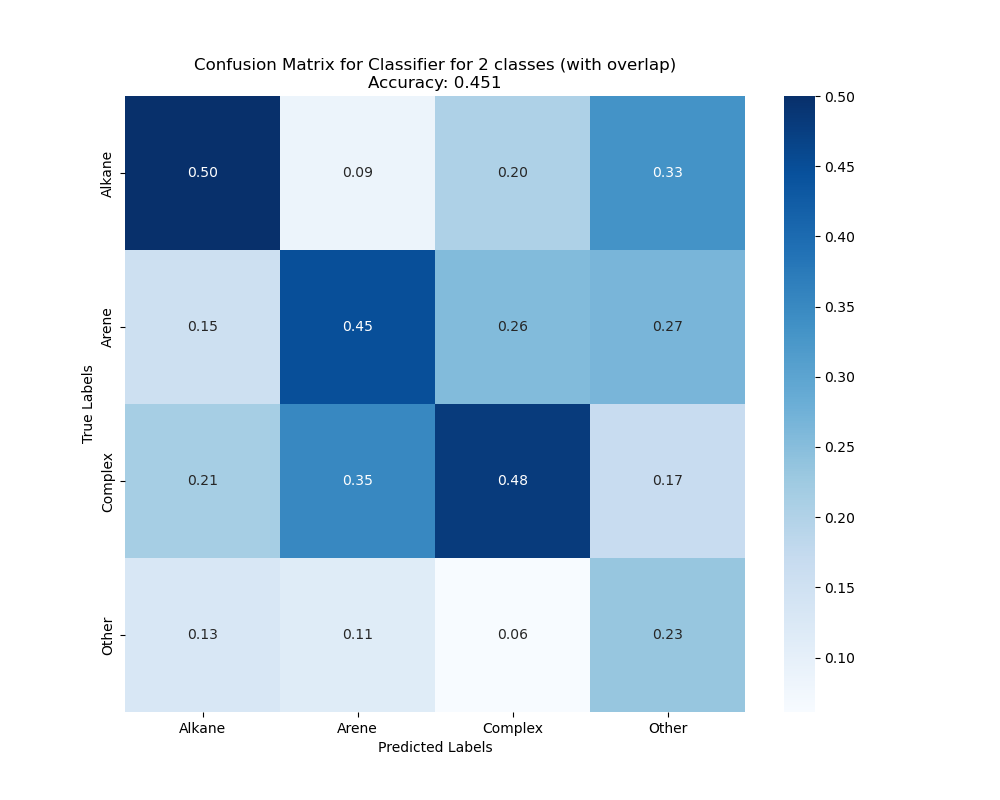 Confusion Matrix for Classifier for 2 classes (with overlap)
Accuracy: 0.451
True Labels
Alkane
0.50 0.09 0.20 0.33
Arene
0.15 0.45 0.26 0.27
Complex
0.21 0.35 0.48 0.17
Other
0.13 0.11 0.06 0.23
Alkane Arene Complex Other
Predicted Labels
0.50
0.45
0.40
0.35
0.30
0.25
0.20
0.15
0.10